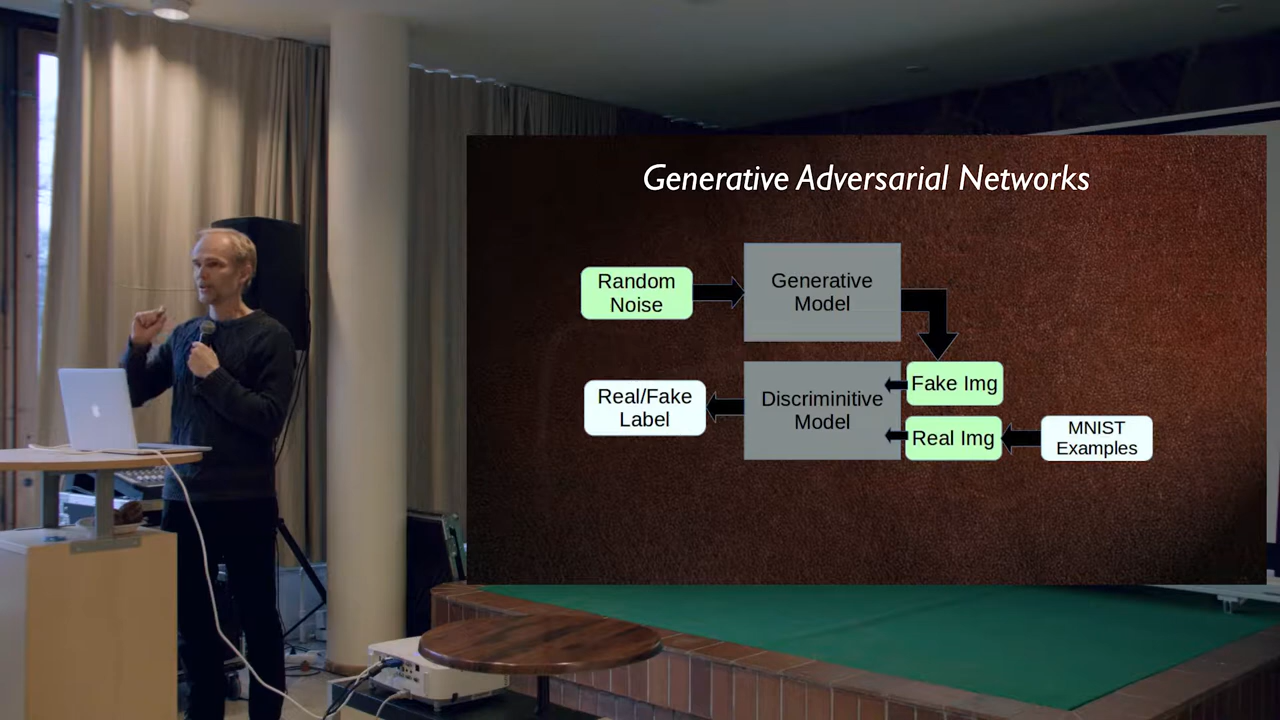 Generative Adversarial Networks
Random
Noise
Generative
Model
Fake Img
Real/Fake
Label
Discriminitive
Model
Real Img
MNIST
Examples